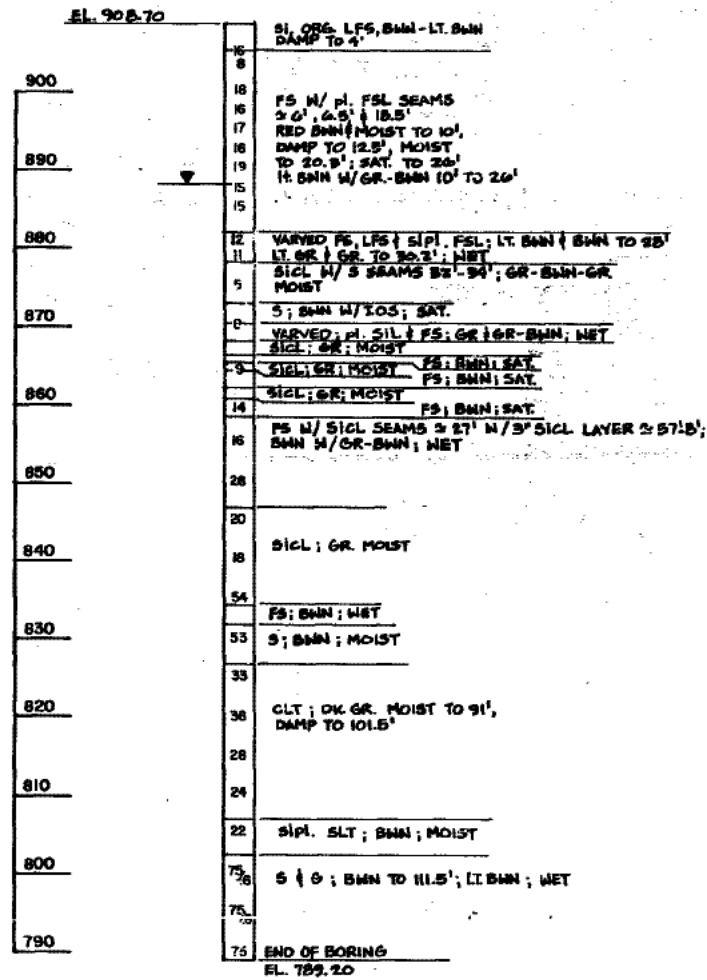 EL. 908.70
SI. ORG. LFS, BWN-LT. BWN
DAMP TO 4'
16
8
900
18
16
17
18
19
15
15
FS W/ pl. FSL SEAMS
≈ 6', 6.5' & 18.5'
RED BWN & MOIST TO 10',
DAMP TO 12.5', MOIST
TO 20.3'; SAT. TO 26'
lt. BWN W/GR.-BWN 10' TO 26'
890
880
12
VARVED FS, LFS & Slpl. FSL; LT. BWN & BWN TO 28'
11
LT. GR & GR. TO 30.2'; WET
SiCL W/ S SEAMS 32'-34'; GR-BWN-GR
MOIST
5
870
S; BWN W/IOS; SAT.
8
VARVED; pl. SIL & FS; GR & GR-BWN; WET
SiCL; GR; MOIST
FS; BWN; SAT.
9
SiCL; GR; MOIST
FS; BWN; SAT.
860
SiCL; GR; MOIST
14
FS; BWN; SAT.
FS W/ SiCL SEAMS ≈ 27' W/3" SiCL LAYER ≈ 57.8';
BWN W/GR-BWN; WET
16
850
28
20
840
SiCL; GR. MOIST
18
54
FS; BWN; WET
830
53
S; BWN; MOIST
33
820
36
CLT; DK. GR. MOIST TO 91',
DAMP TO 101.5'
28
810
24
22
Slpl. SLT; BWN; MOIST
800
75
S & G; BWN TO 111.5'; LT. BWN; WET
75
790
75
END OF BORING
EL. 789.20